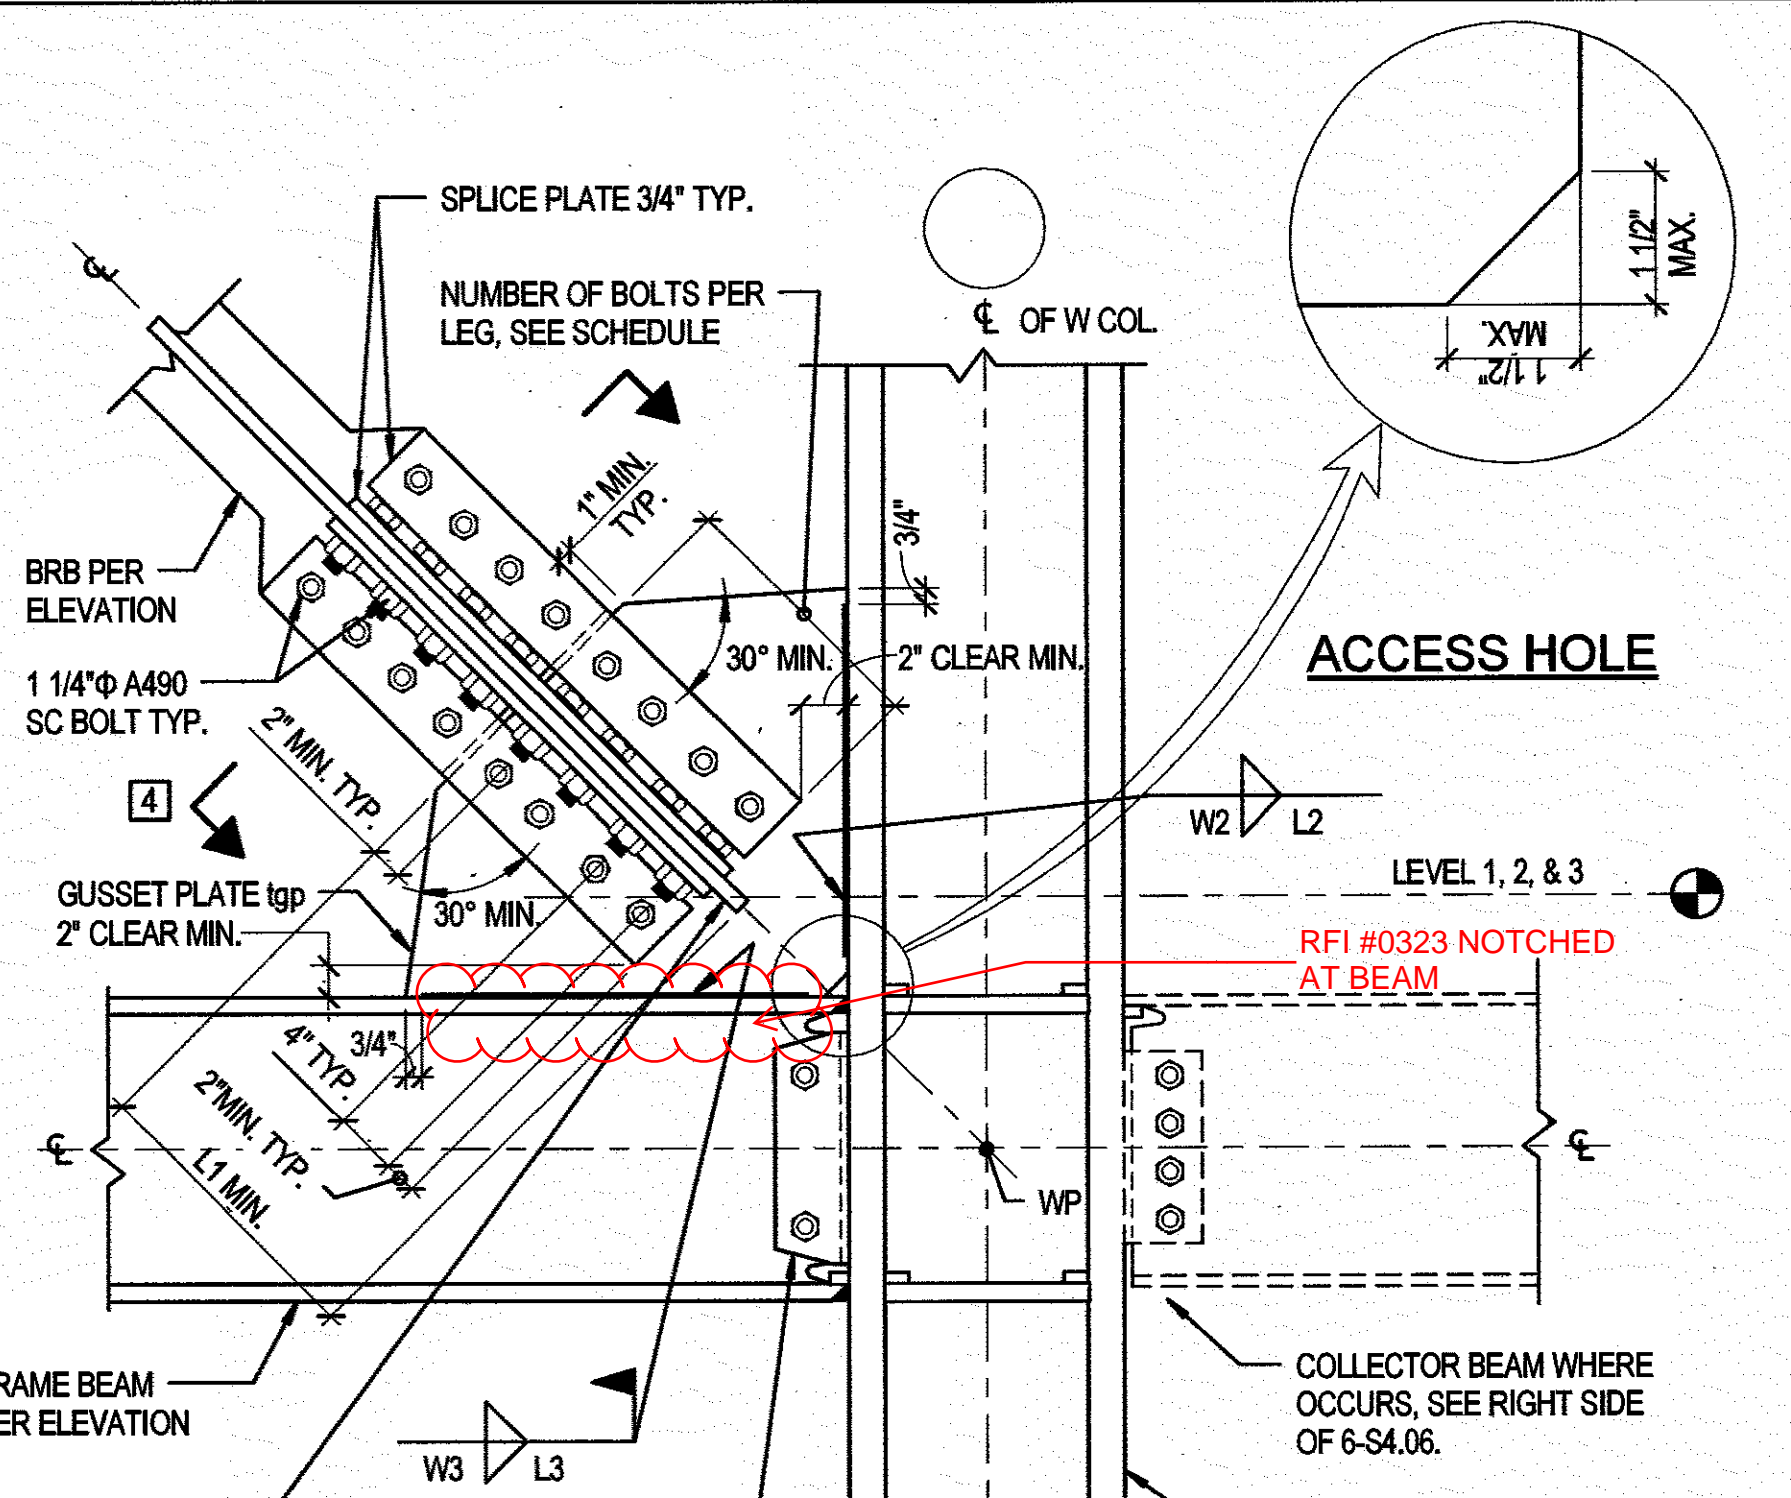 SPLICE PLATE 3/4" TYP.
NUMBER OF BOLTS PER
LEG, SEE SCHEDULE
℄ OF W COL.
1 1/2"
MAX.
1 1/2"
MAX.
℄
1" MIN.
TYP.
3/4"
BRB PER
ELEVATION
30° MIN.
2" CLEAR MIN.
ACCESS HOLE
1 1/4"Φ A490
SC BOLT TYP.
2" MIN. TYP.
4
W2
L2
LEVEL 1, 2, & 3
GUSSET PLATE tgp
2" CLEAR MIN.
30° MIN.
RFI #0323 NOTCHED
AT BEAM
3/4"
4" TYP.
2"MIN. TYP.
L1 MIN.
℄
℄
WP
RAME BEAM
ER ELEVATION
W3
L3
COLLECTOR BEAM WHERE
OCCURS, SEE RIGHT SIDE
OF 6-S4.06.